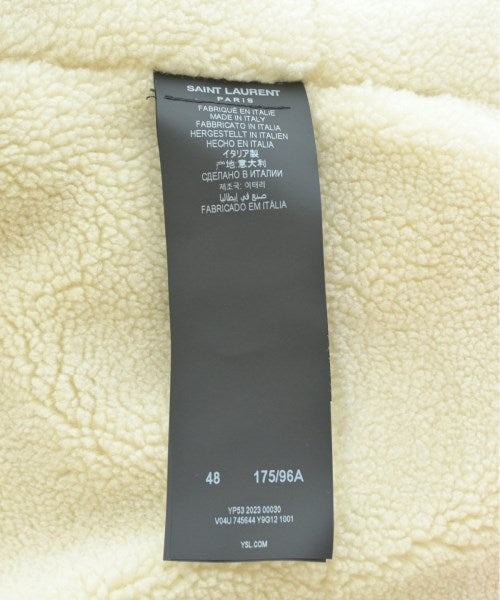 SAINT LAURENT
PARIS
FABRIQUÉ EN ITALIE
MADE IN ITALY
FABBRICATO IN ITALIA
HERGESTELLT IN ITALIEN
HECHO EN ITALIA
イタリア製
产地:意大利
СДЕЛАНО В ИТАЛИИ
제조국: 이태리
صنع في إيطاليا
FABRICADO EM ITÁLIA
48 175/96A
YP53 2023 00030
V04U 745644 Y9G12 1001
YSL.COM